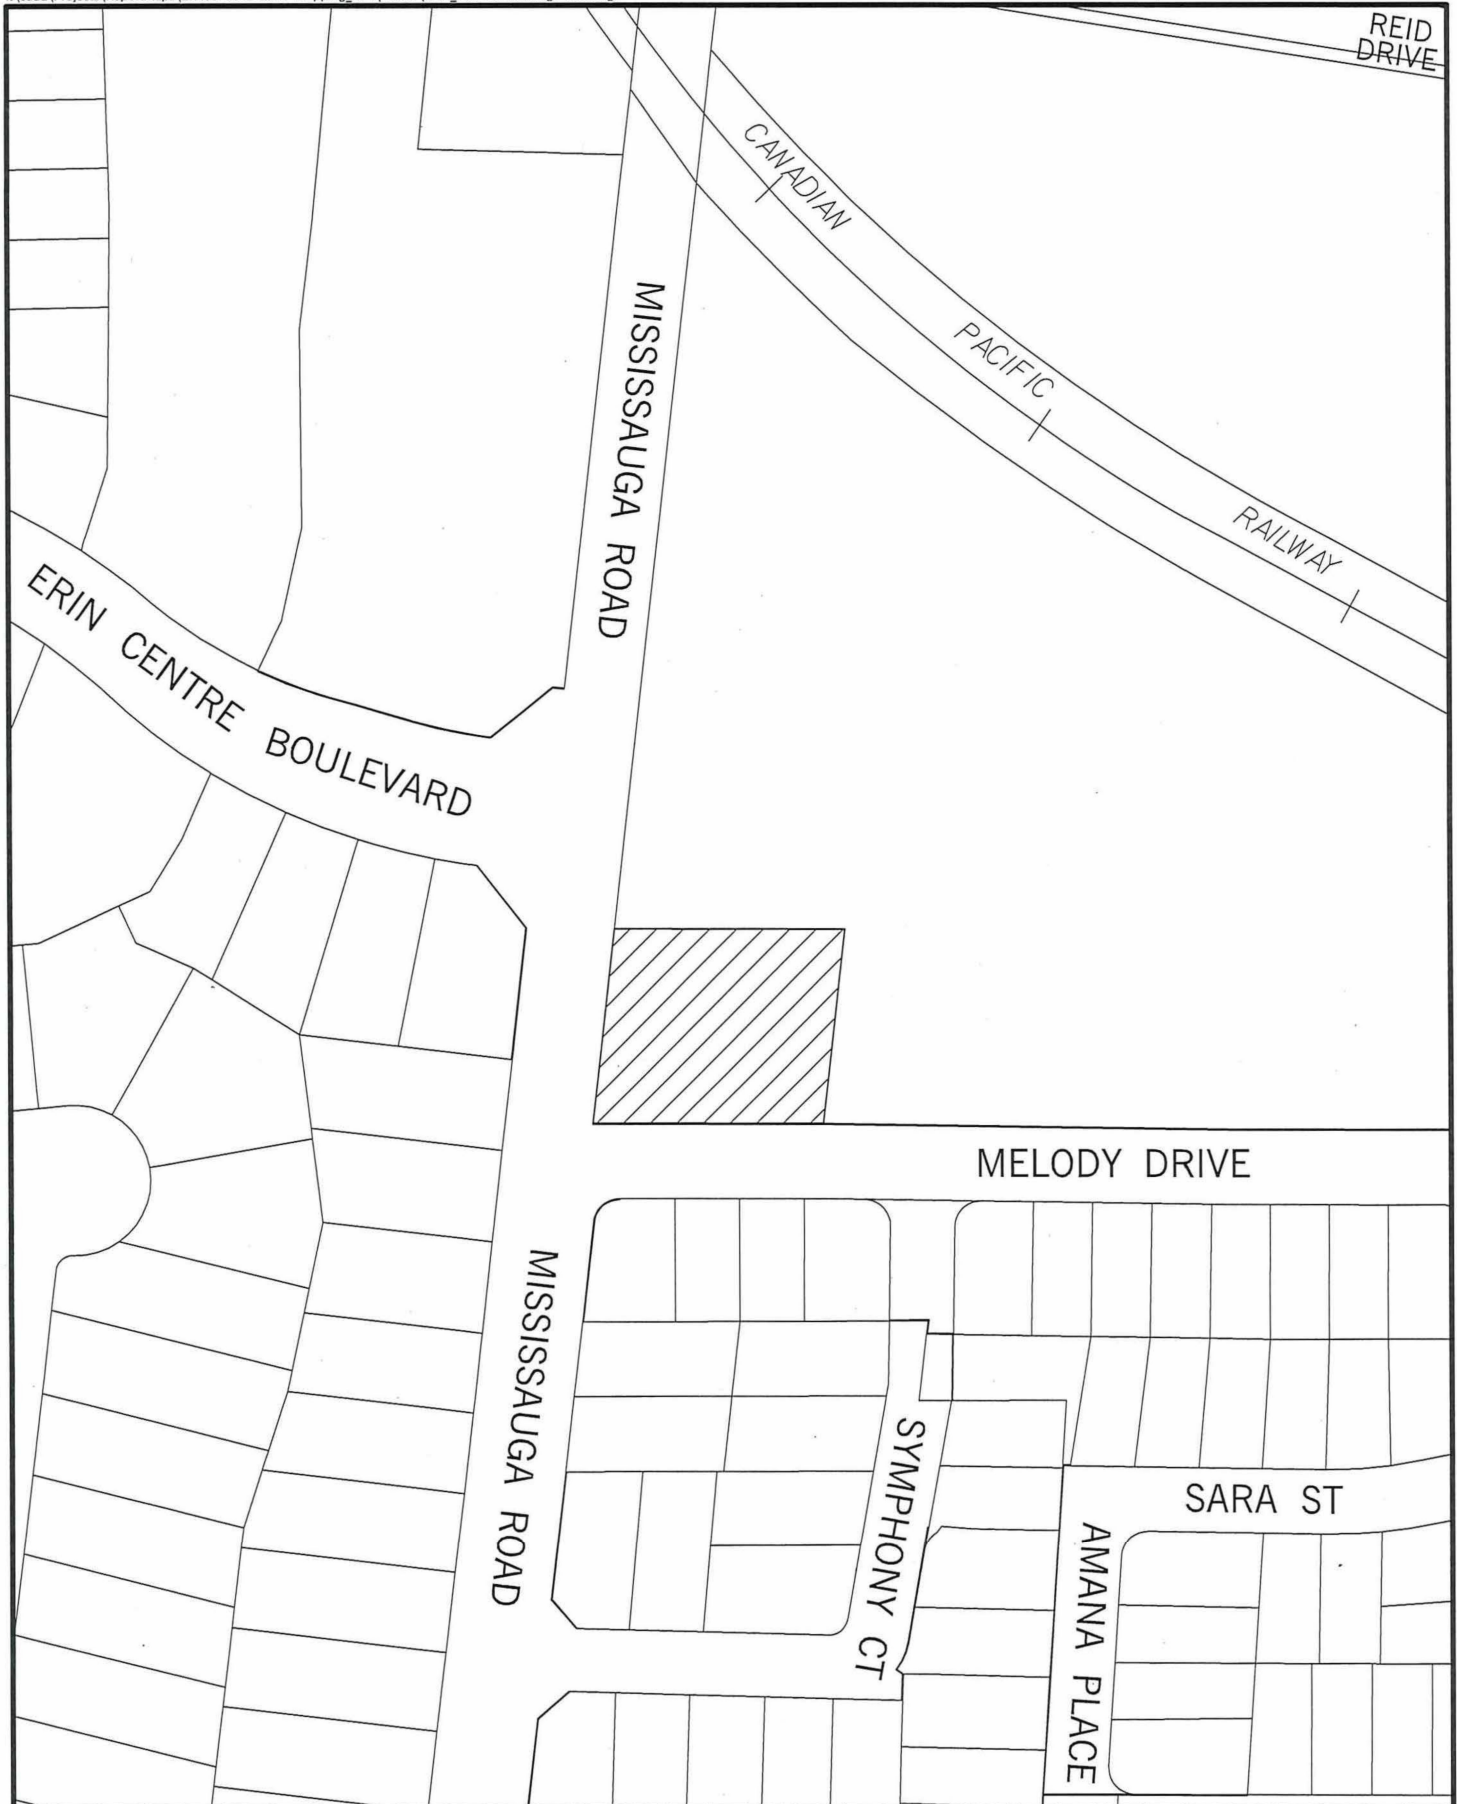 REID
DRIVE
CANADIAN
PACIFIC
RAILWAY
MISSISSAUGA ROAD
ERIN CENTRE BOULEVARD
MELODY DRIVE
MISSISSAUGA ROAD
SYMPHONY CT
SARA ST
AMANA PLACE